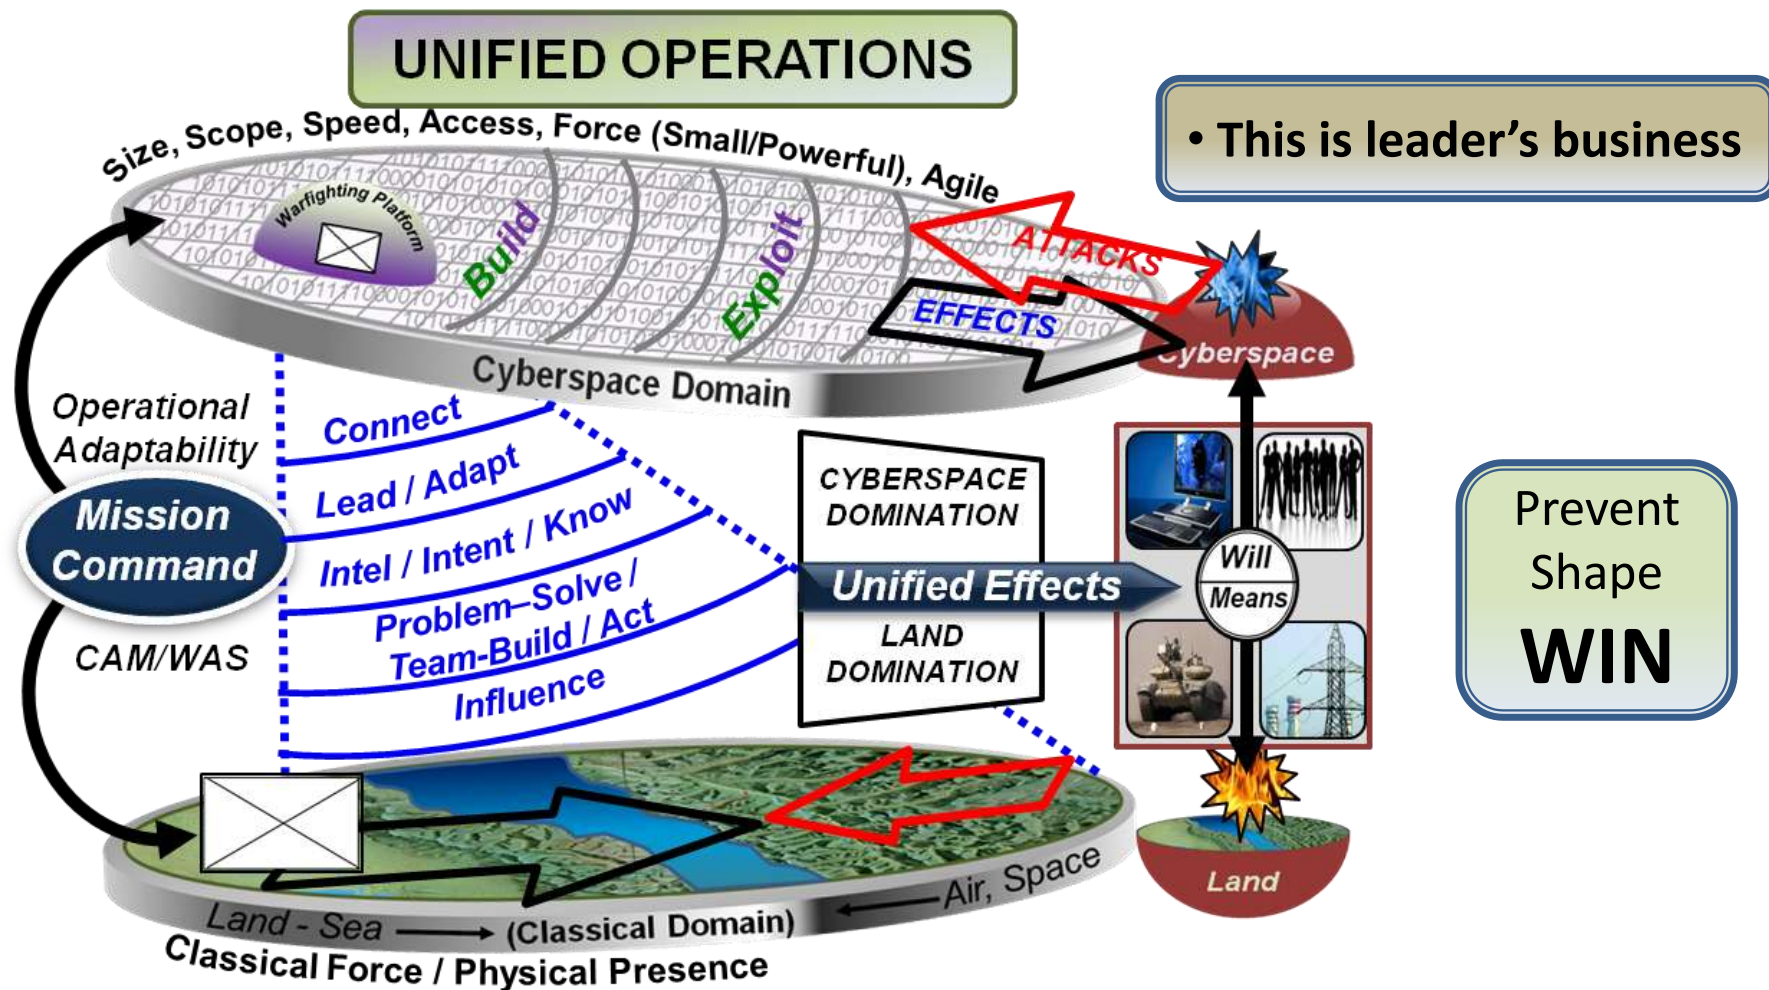 UNIFIED OPERATIONS
• This is leader’s business
Size, Scope, Speed, Access, Force (Small/Powerful), Agile
Warfighting Platform
Build
Exploit
ATTACKS
EFFECTS
Cyberspace
Cyberspace Domain
Operational
Adaptability
Mission
Command
CAM/WAS
Connect
Lead / Adapt
Intel / Intent / Know
Problem–Solve /
Team-Build / Act
Influence
CYBERSPACE
DOMINATION
Unified Effects
LAND
DOMINATION
Will
Means
Prevent
Shape
WIN
Land
Land - Sea
(Classical Domain)
Air, Space
Classical Force / Physical Presence